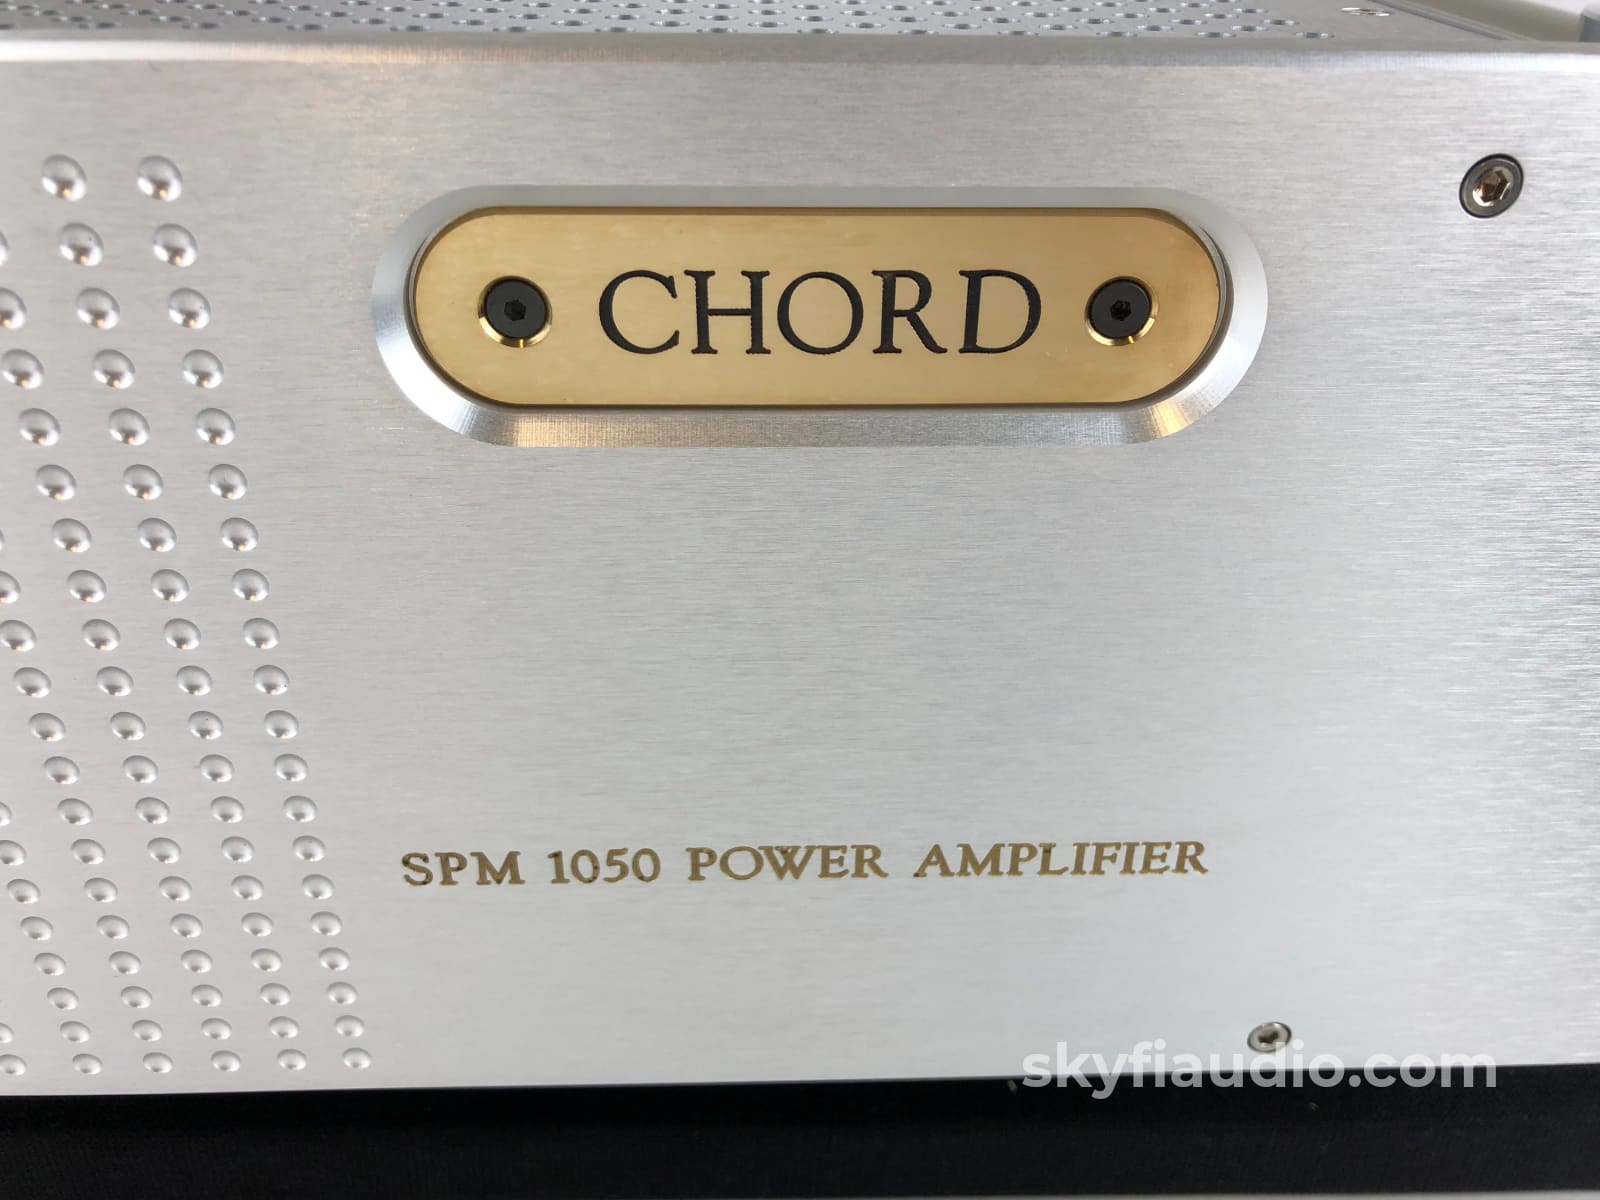 CHORD
SPM 1050 POWER AMPLIFIER
skyfiaudio.com